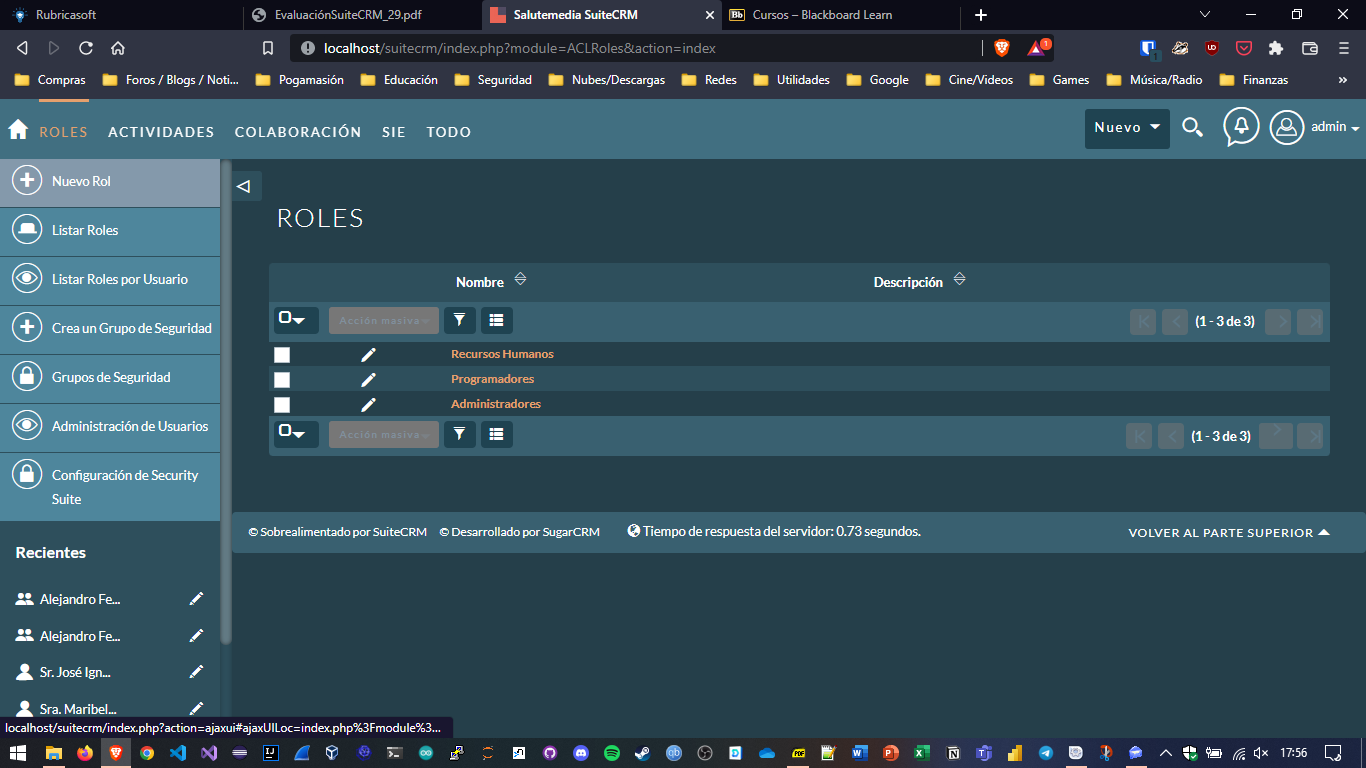 Rubricasoft
EvaluaciónSuiteCRM_29.pdf
Salutemedia SuiteCRM
Bb
Cursos – Blackboard Learn
localhost/suitecrm/index.php?module=ACLRoles&action=index
1
1
Compras
Foros / Blogs / Noti...
Pogamasión
Educación
Seguridad
Nubes/Descargas
Redes
Utilidades
Google
Cine/Videos
Games
Música/Radio
Finanzas
»
ROLES ACTIVIDADES COLABORACIÓN SIE TODO
Nuevo
admin
Nuevo Rol
Listar Roles
Listar Roles por Usuario
Crea un Grupo de Seguridad
Grupos de Seguridad
Administración de Usuarios
Configuración de Security
Suite
Recientes
Alejandro Fe...
Alejandro Fe...
Sr. José Ign...
Sra. Maribel...
ROLES
Nombre
Descripción
Acción masiva
(1 - 3 de 3)
Recursos Humanos
Programadores
Administradores
Acción masiva
(1 - 3 de 3)
© Sobrealimentado por SuiteCRM © Desarrollado por SugarCRM
Tiempo de respuesta del servidor: 0.73 segundos.
VOLVER AL PARTE SUPERIOR
localhost/suitecrm/index.php?action=ajaxui#ajaxUILoc=index.php%3Fmodule%3...
17:56